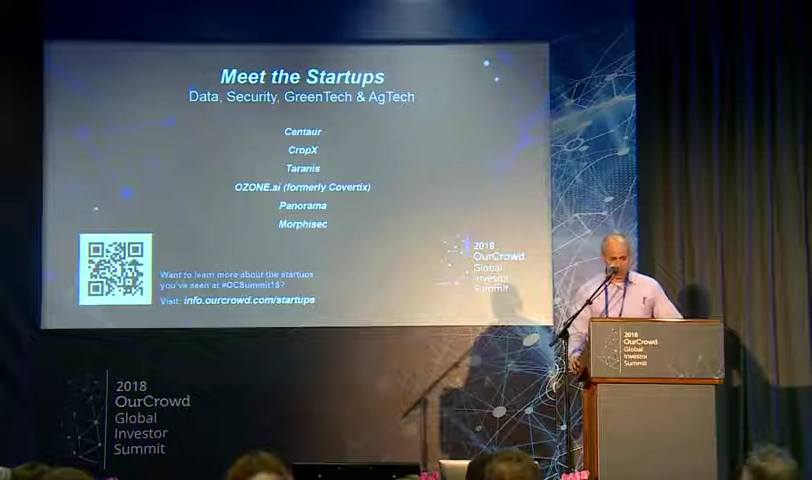 Meet the Startups
Data, Security, GreenTech & AgTech
Centaur
CropX
Taranis
OZONE.ai (formerly Covertix)
Panorama
Morphisec
Want to learn more about the startups
you've seen at #OCSummit18?
Visit: info.ourcrowd.com/startups
2018
OurCrowd
Global
Investor
Summit
2018
OurCrowd
Global
Investor
Summit
2018
OurCrowd
Global
Investor
Summit